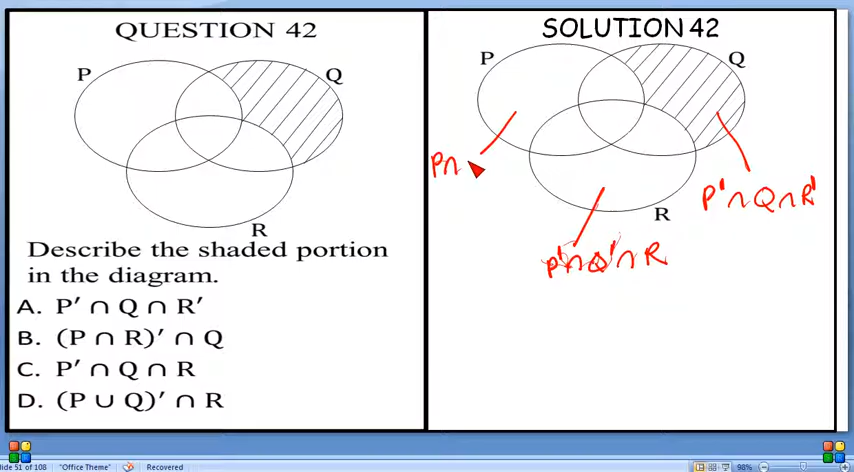 QUESTION 42
P
Q
R
Describe the shaded portion
in the diagram.
A. P′ ∩ Q ∩ R′
B. (P ∩ R)′ ∩ Q
C. P′ ∩ Q ∩ R
D. (P ∪ Q)′ ∩ R
SOLUTION 42
P
Q
R
P∩
P'∩Q∩R'
P'∩Q'∩R
lide 51 of 108
"Office Theme"
Recovered
98%